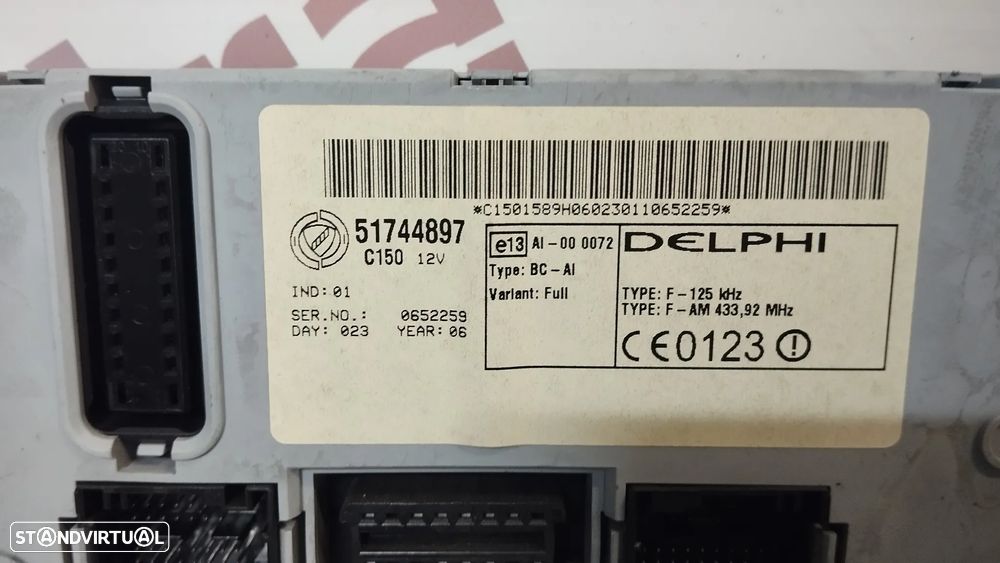 *C1501589H060230110652259*
51744897
C150 12V
IND: 01
SER.NO.: 0652259
DAY: 023 YEAR: 06
e13 AI-00 0072
Type: BC-AI
Variant: Full
DELPHI
TYPE: F-125 kHz
TYPE: F-AM 433,92 MHz
CE0123
STANDVIRTUAL